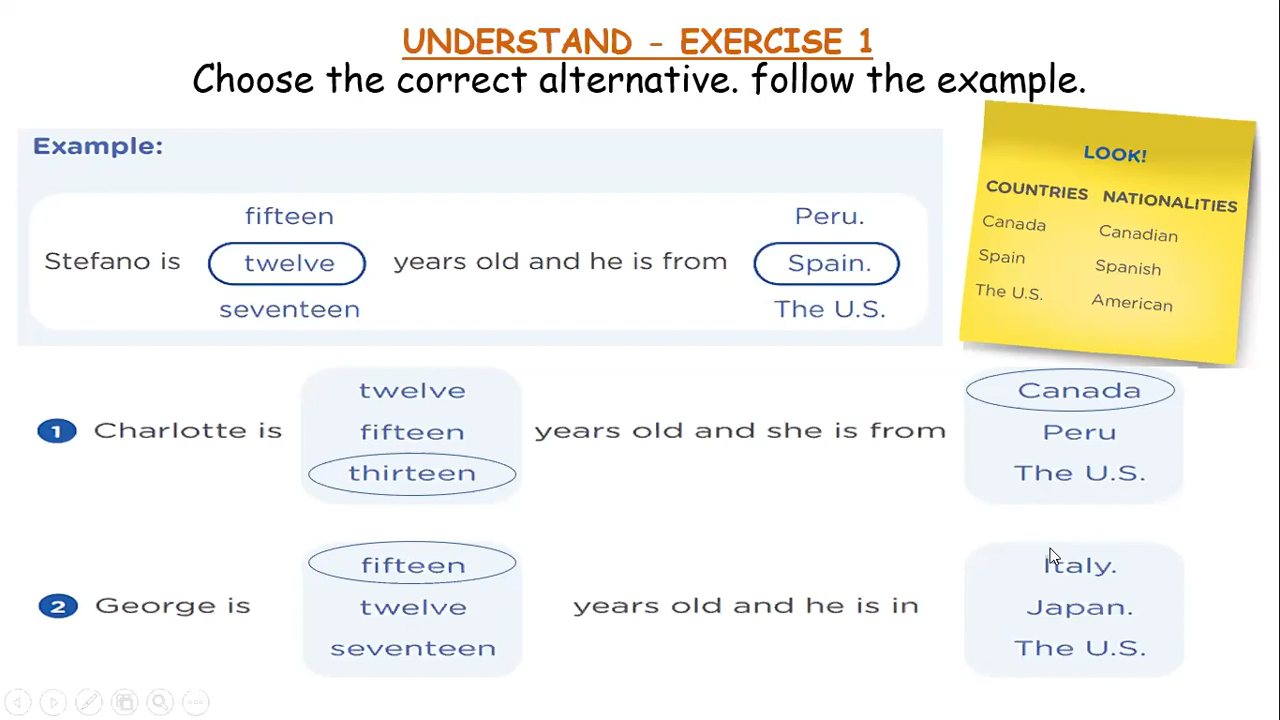 UNDERSTAND - EXERCISE 1
Choose the correct alternative. follow the example.
Example:
fifteen
Peru.
Stefano is twelve years old and he is from Spain.
seventeen
The U.S.
LOOK!
COUNTRIES NATIONALITIES
Canada Canadian
Spain Spanish
The U.S. American
twelve
Canada
1 Charlotte is fifteen years old and she is from Peru
thirteen
The U.S.
fifteen
Italy.
2 George is twelve years old and he is in Japan.
seventeen
The U.S.